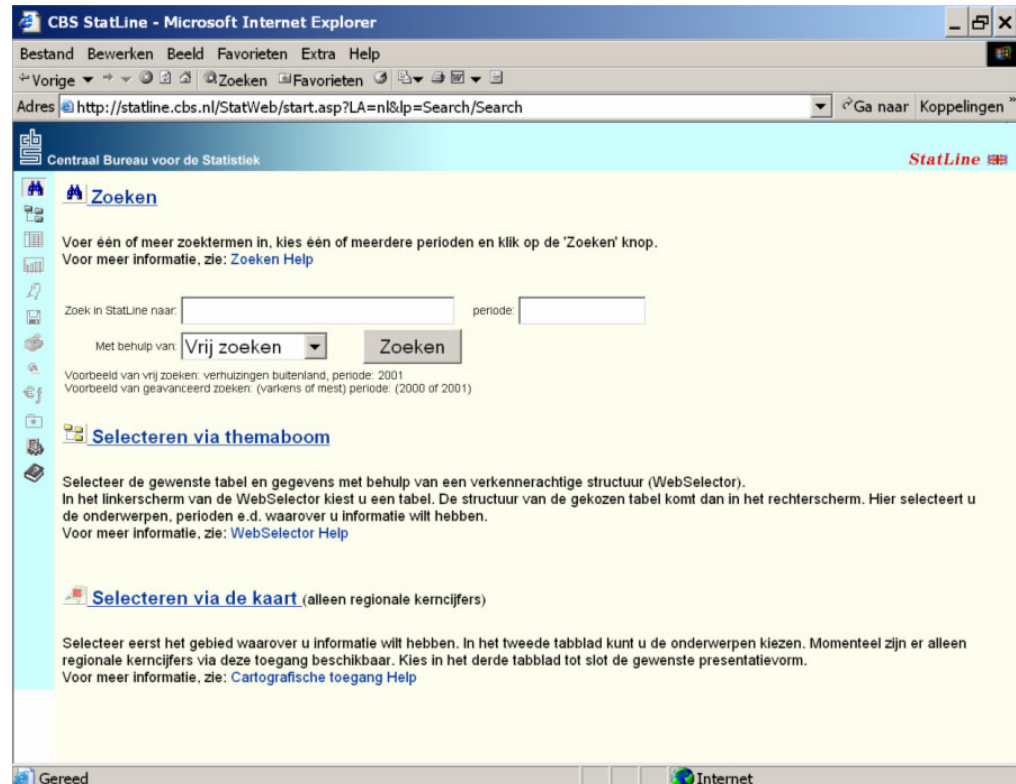 CBS StatLine - Microsoft Internet Explorer
Bestand Bewerken Beeld Favorieten Extra Help
Vorige Zoeken Favorieten
Adres http://statline.cbs.nl/StatWeb/start.asp?LA=nl&lp=Search/Search Ga naar Koppelingen »
Centraal Bureau voor de Statistiek StatLine
Zoeken
Voer één of meer zoektermen in, kies één of meerdere perioden en klik op de 'Zoeken' knop.
Voor meer informatie, zie: Zoeken Help
Zoek in StatLine naar: periode:
Met behulp van: Vrij zoeken Zoeken
Voorbeeld van vrij zoeken: verhuizingen buitenland, periode: 2001
Voorbeeld van geavanceerd zoeken: (varkens of mest) periode: (2000 of 2001)
Selecteren via themaboom
Selecteer de gewenste tabel en gegevens met behulp van een verkennerachtige structuur (WebSelector).
In het linkerscherm van de WebSelector kiest u een tabel. De structuur van de gekozen tabel komt dan in het rechterscherm. Hier selecteert u
de onderwerpen, perioden e.d. waarover u informatie wilt hebben.
Voor meer informatie, zie: WebSelector Help
Selecteren via de kaart (alleen regionale kerncijfers)
Selecteer eerst het gebied waarover u informatie wilt hebben. In het tweede tabblad kunt u de onderwerpen kiezen. Momenteel zijn er alleen
regionale kerncijfers via deze toegang beschikbaar. Kies in het derde tabblad tot slot de gewenste presentatievorm.
Voor meer informatie, zie: Cartografische toegang Help
Gereed Internet